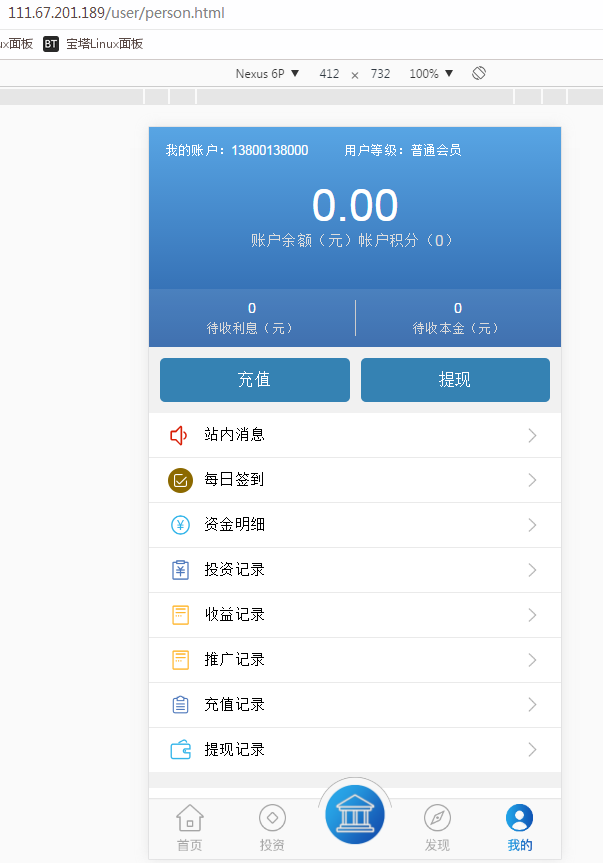 111.67.201.189/user/person.html
ux面板 BT 宝塔Linux面板
Nexus 6P ▼ 412 × 732 100% ▼
我的账户：13800138000 用户等级：普通会员
0.00
账户余额（元）帐户积分（0）
0 0
待收利息（元） 待收本金（元）
充值 提现
站内消息
每日签到
资金明细
投资记录
收益记录
推广记录
充值记录
提现记录
首页 投资 发现 我的